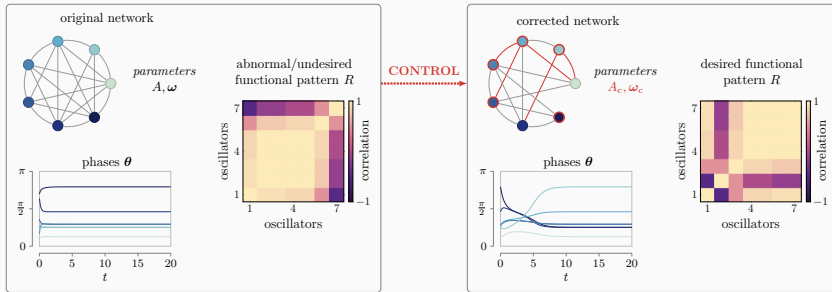 original network
parameters
A, ω
abnormal/undesired
functional pattern R
7
4
1
oscillators
1 4 7
oscillators
1
−1
correlation
phases θ
π
π/2
0
0 5 10 15 20
t
CONTROL
corrected network
parameters
A_c, ω_c
desired functional
pattern R
7
4
1
oscillators
1 4 7
oscillators
1
−1
correlation
phases θ
π
π/2
0
0 5 10 15 20
t